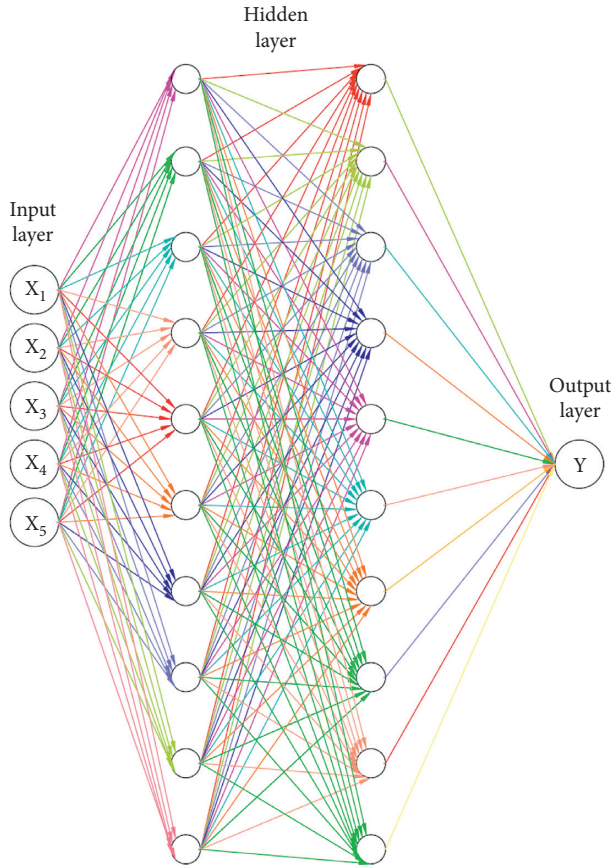 Hidden
layer
Input
layer
X₁
X₂
X₃
X₄
X₅
Output
layer
Y